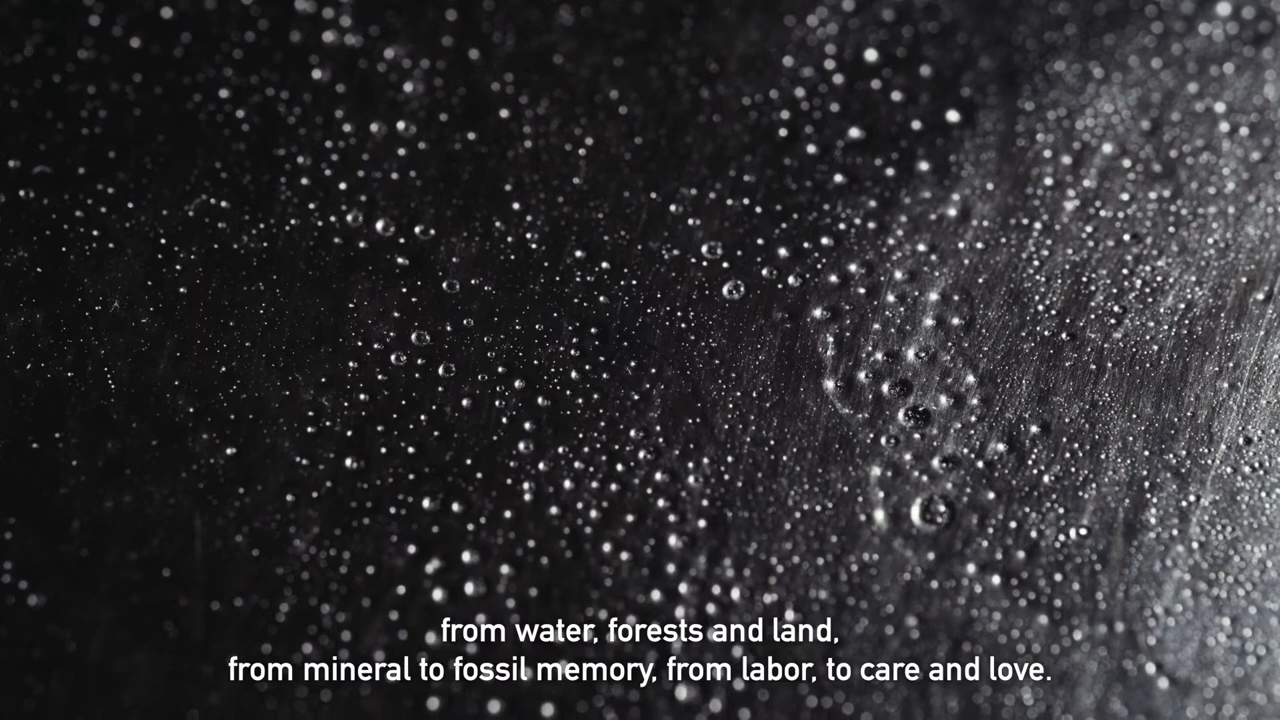 from water, forests and land,
from mineral to fossil memory, from labor, to care and love.